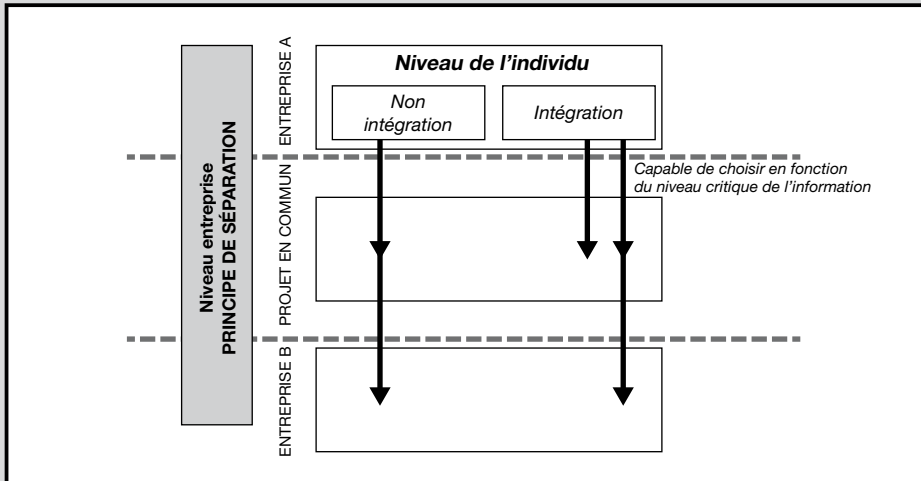 Niveau entreprise
PRINCIPE DE SÉPARATION
ENTREPRISE A
Niveau de l'individu
Non
intégration
Intégration
Capable de choisir en fonction
du niveau critique de l'information
PROJET EN COMMUN
ENTREPRISE B